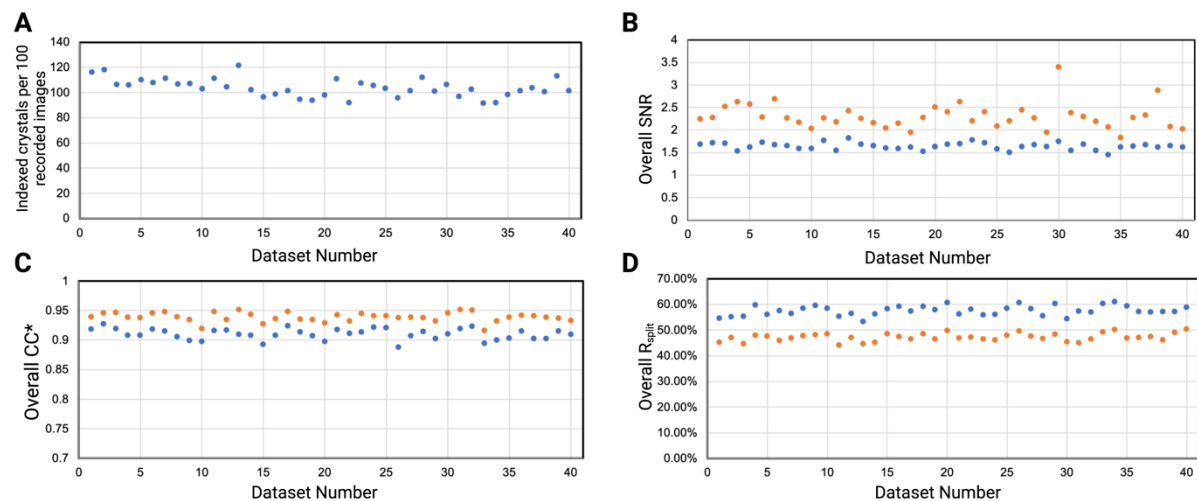 A
Indexed crystals per 100
recorded images
140
120
100
80
60
40
20
0
0 5 10 15 20 25 30 35 40
Dataset Number
B
Overall SNR
4
3.5
3
2.5
2
1.5
1
0.5
0
0 5 10 15 20 25 30 35 40
Dataset Number
C
Overall CC*
1
0.95
0.9
0.85
0.8
0.75
0.7
0 5 10 15 20 25 30 35 40
Dataset Number
D
Overall Rsplit
70.00%
60.00%
50.00%
40.00%
30.00%
20.00%
10.00%
0.00%
0 5 10 15 20 25 30 35 40
Dataset Number